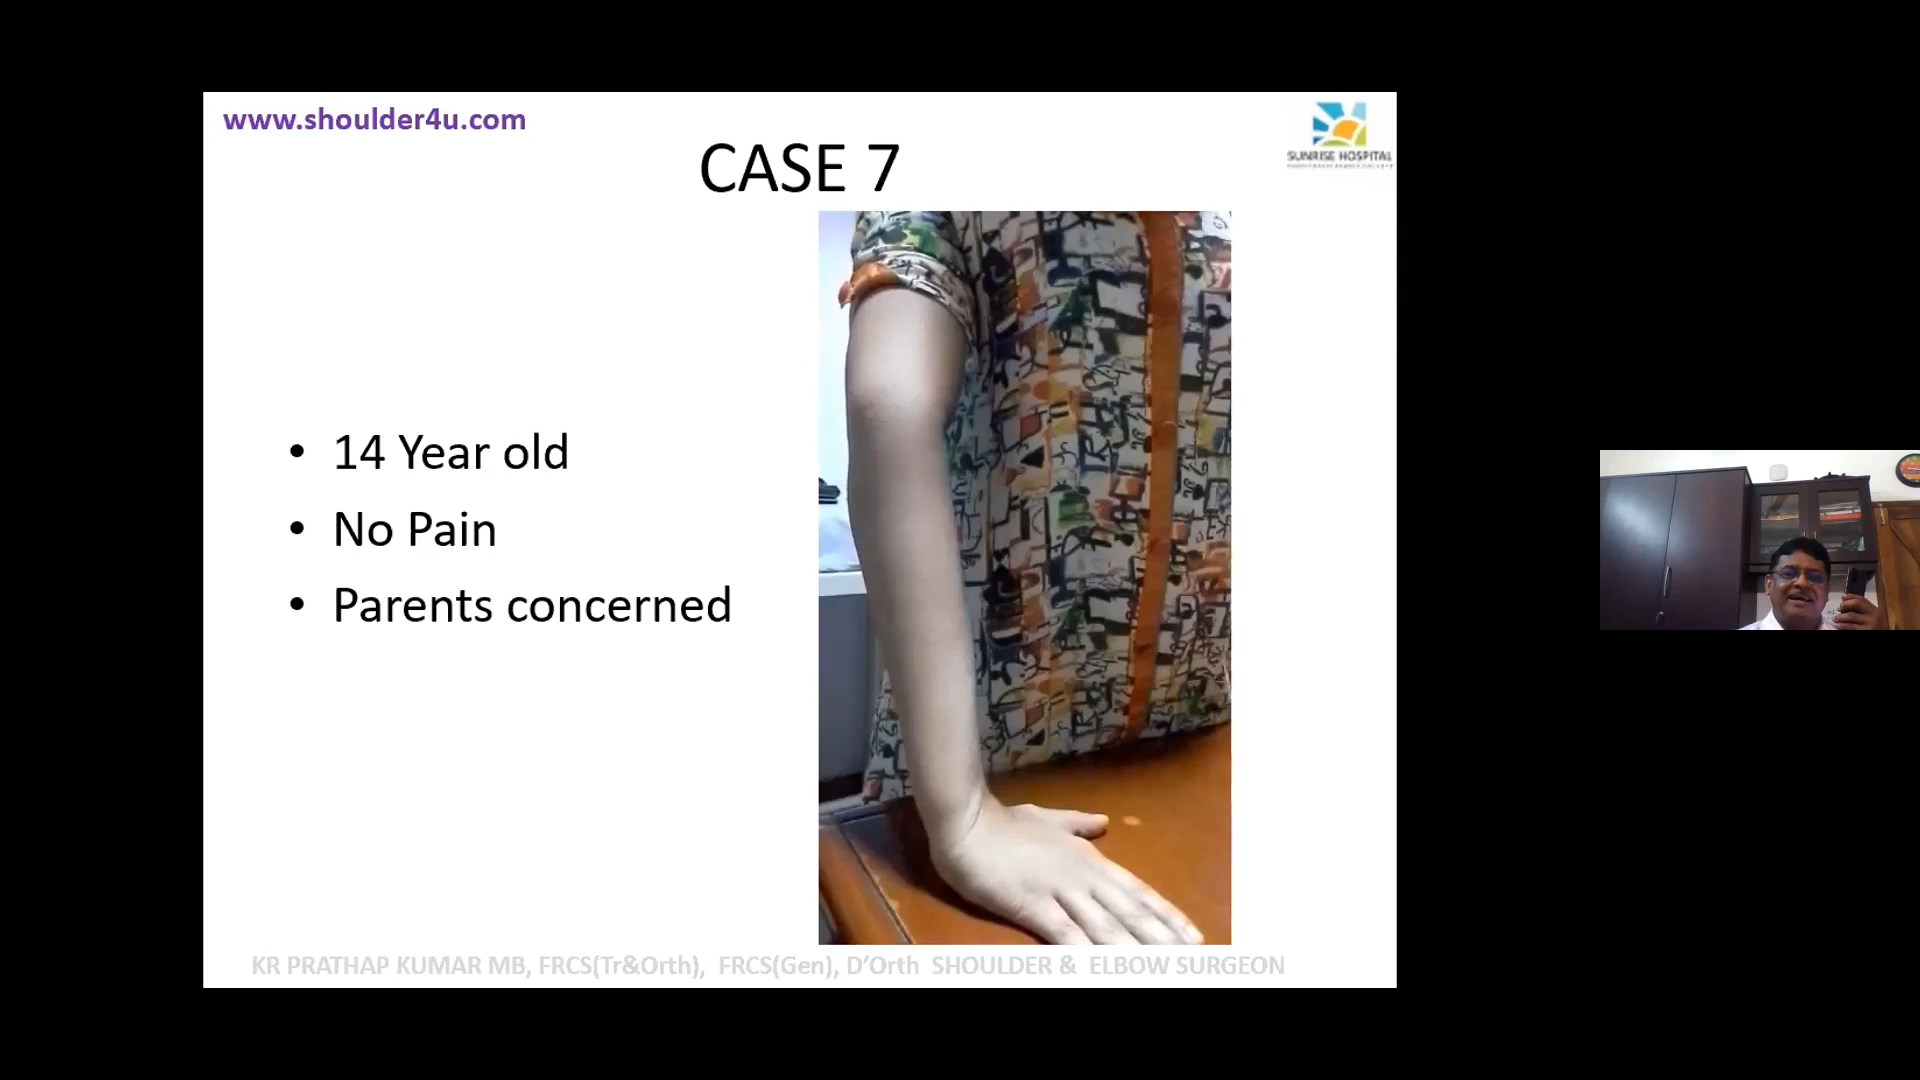 www.shoulder4u.com
SUNRISE HOSPITAL
CASE 7
• 14 Year old
• No Pain
• Parents concerned
KR PRATHAP KUMAR MB, FRCS(Tr&Orth), FRCS(Gen), D’Orth SHOULDER & ELBOW SURGEON